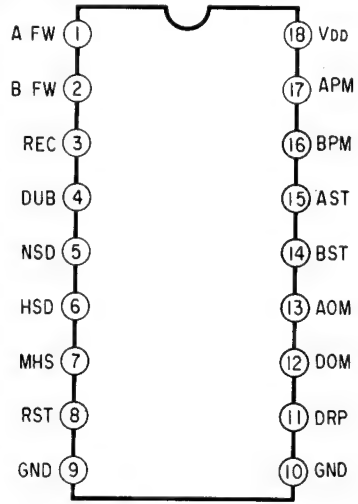 A FW 1 18 VDD
B FW 2 17 APM
REC 3 16 BPM
DUB 4 15 AST
NSD 5 14 BST
HSD 6 13 AOM
MHS 7 12 DOM
RST 8 11 DRP
GND 9 10 GND